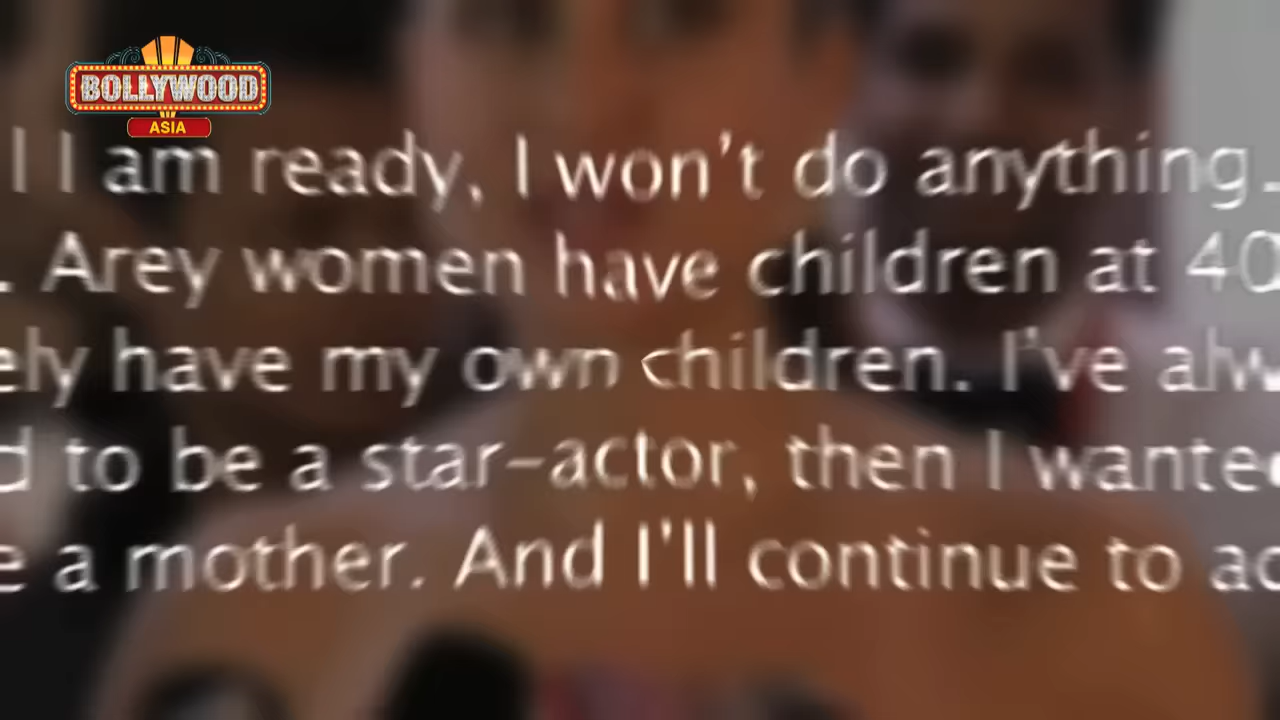 BOLLYWOOD
ASIA
I am ready, I won't do anything.
. Arey women have children at 40
have my own children. I've
to be a star-actor, then I
a mother. And I'll continue to